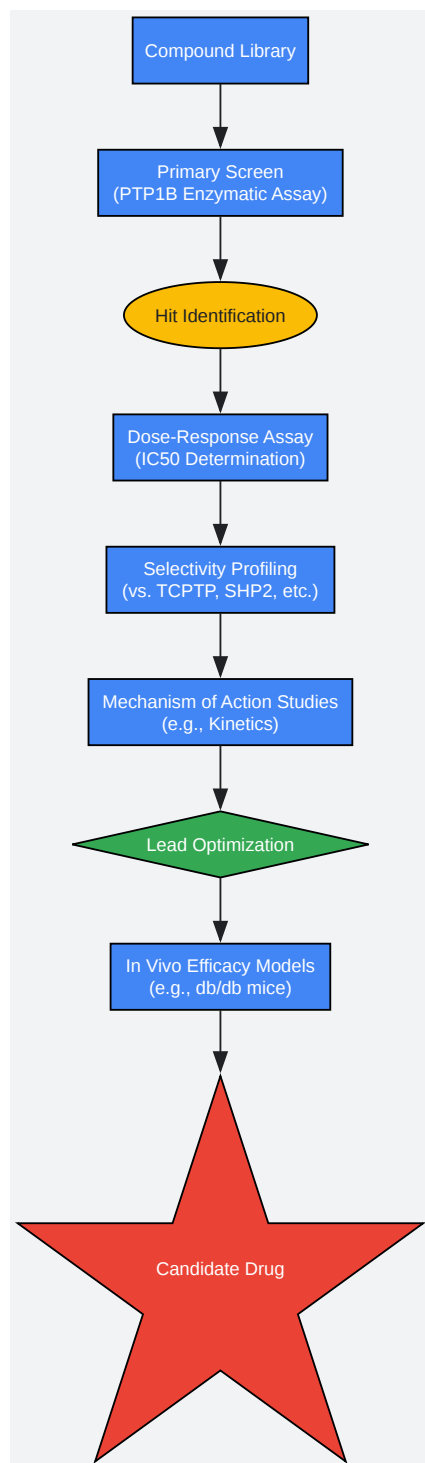 Compound Library
Primary Screen
(PTP1B Enzymatic Assay)
Hit Identification
Dose-Response Assay
(IC50 Determination)
Selectivity Profiling
(vs. TCPTP, SHP2, etc.)
Mechanism of Action Studies
(e.g., Kinetics)
Lead Optimization
In Vivo Efficacy Models
(e.g., db/db mice)
Candidate Drug